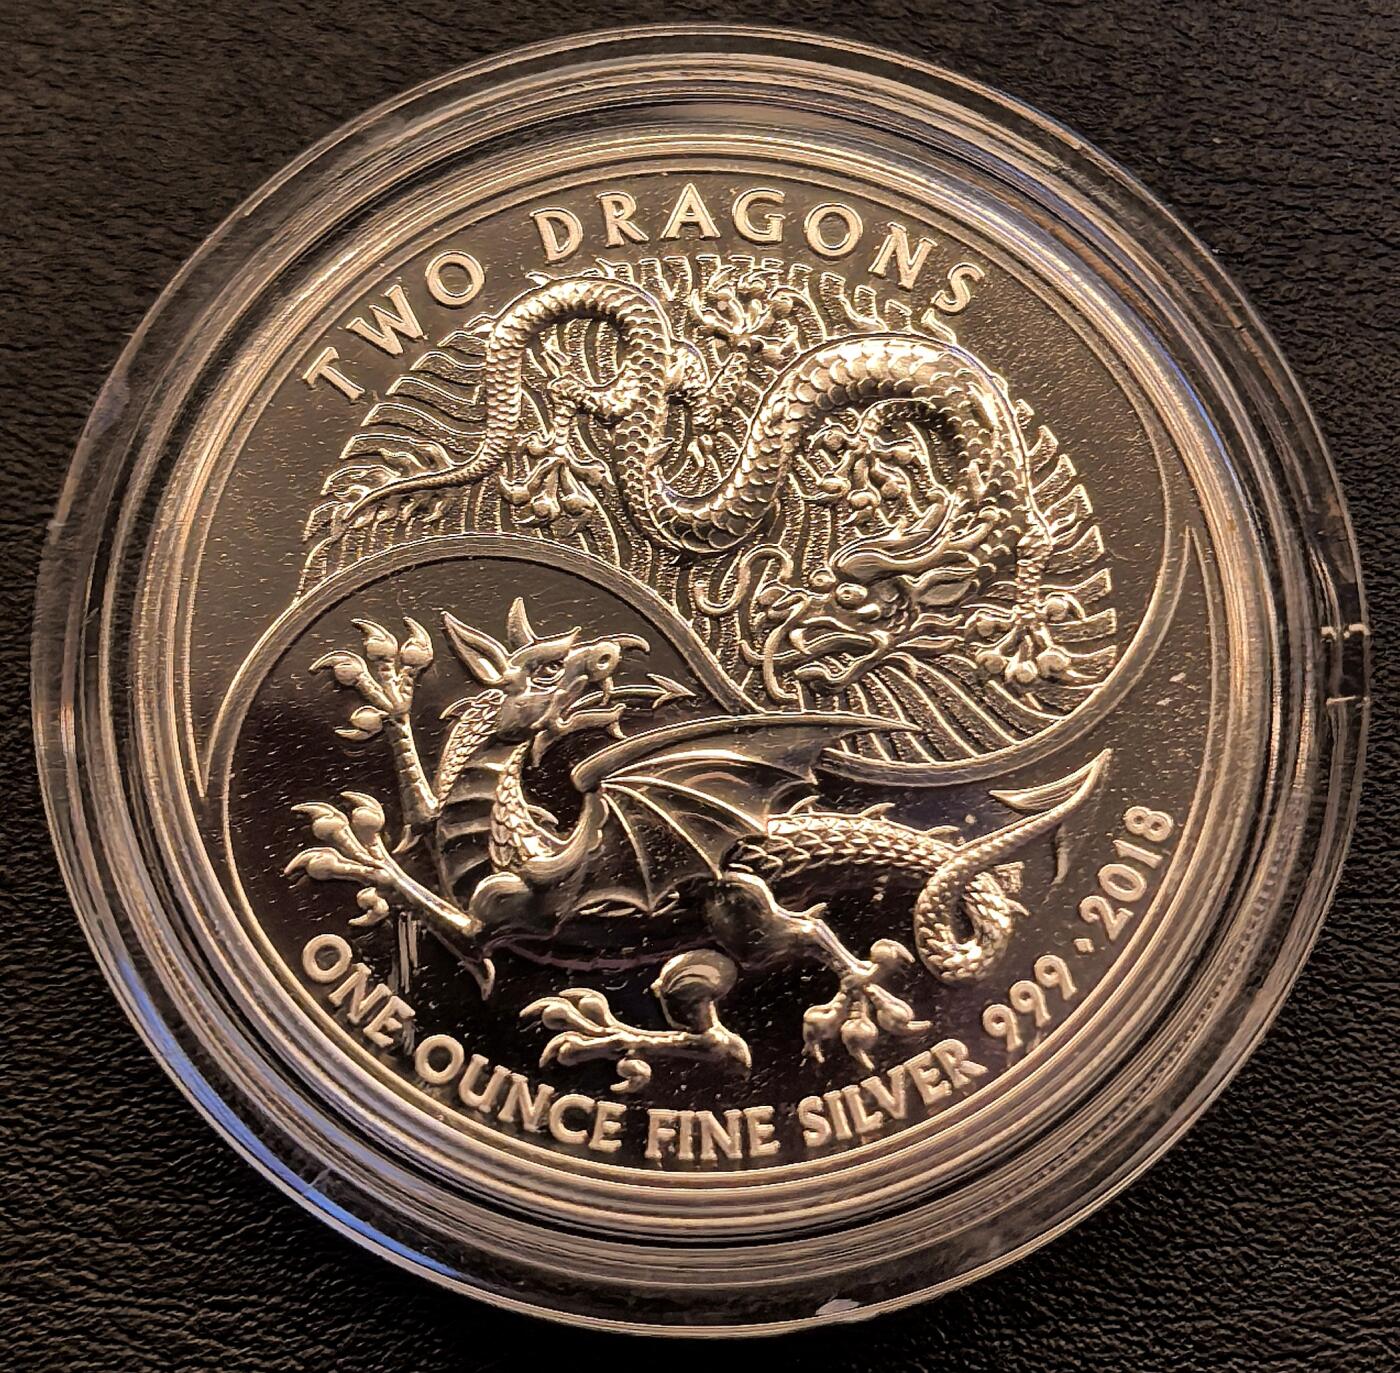 TWO DRAGONS
ONE OUNCE FINE SILVER 999 · 2018